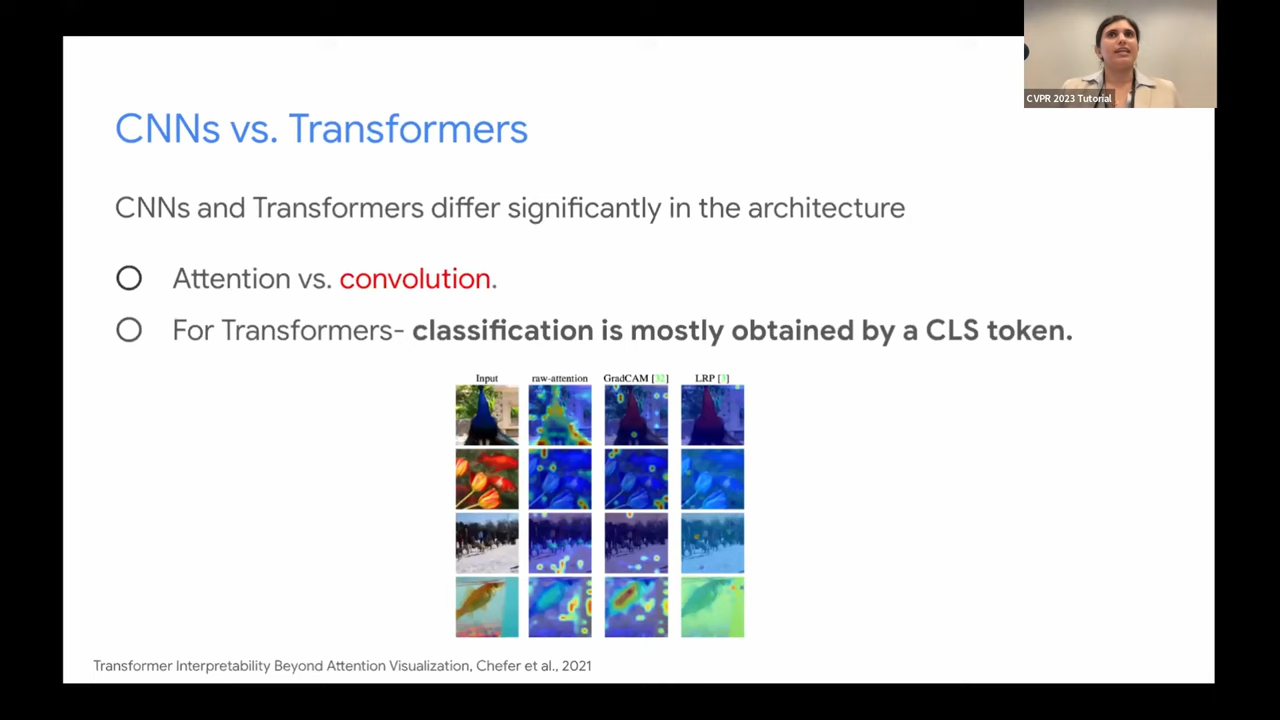 CVPR 2023 Tutorial
CNNs vs. Transformers
CNNs and Transformers differ significantly in the architecture
Attention vs. convolution.
For Transformers- classification is mostly obtained by a CLS token.
Input raw-attention GradCAM [32] LRP [3]
Transformer Interpretability Beyond Attention Visualization, Chefer et al., 2021